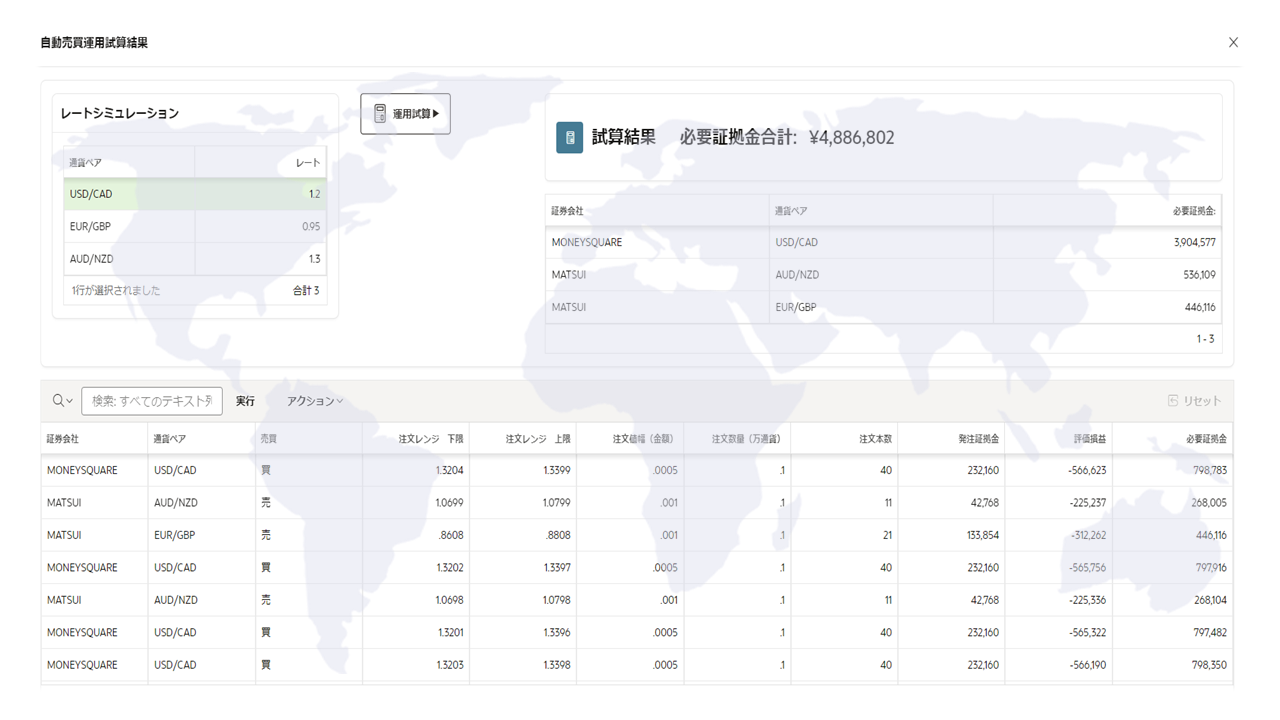 自動売買運用試算結果
レートシミュレーション
運用試算
通貨ペア レート
USD/CAD 1.2
EUR/GBP 0.95
AUD/NZD 1.3
1行が選択されました 合計 3
試算結果 必要証拠金合計: ¥4,886,802
証券会社 通貨ペア 必要証拠金:
MONEYSQUARE USD/CAD 3,904,577
MATSUI AUD/NZD 536,109
MATSUI EUR/GBP 446,116
1 - 3
検索: すべてのテキスト列 実行 アクション リセット
証券会社 通貨ペア 売買 注文レンジ 下限 注文レンジ 上限 注文値幅（金額） 注文数量（万通貨） 注文本数 発注証拠金 評価損益 必要証拠金
MONEYSQUARE USD/CAD 買 1.3204 1.3399 .0005 .1 40 232,160 -566,623 798,783
MATSUI AUD/NZD 売 1.0699 1.0799 .001 .1 11 42,768 -225,237 268,005
MATSUI EUR/GBP 売 .8608 .8808 .001 .1 21 133,854 -312,262 446,116
MONEYSQUARE USD/CAD 買 1.3202 1.3397 .0005 .1 40 232,160 -565,756 797,916
MATSUI AUD/NZD 売 1.0698 1.0798 .001 .1 11 42,768 -225,336 268,104
MONEYSQUARE USD/CAD 買 1.3201 1.3396 .0005 .1 40 232,160 -565,322 797,482
MONEYSQUARE USD/CAD 買 1.3203 1.3398 .0005 .1 40 232,160 -566,190 798,350